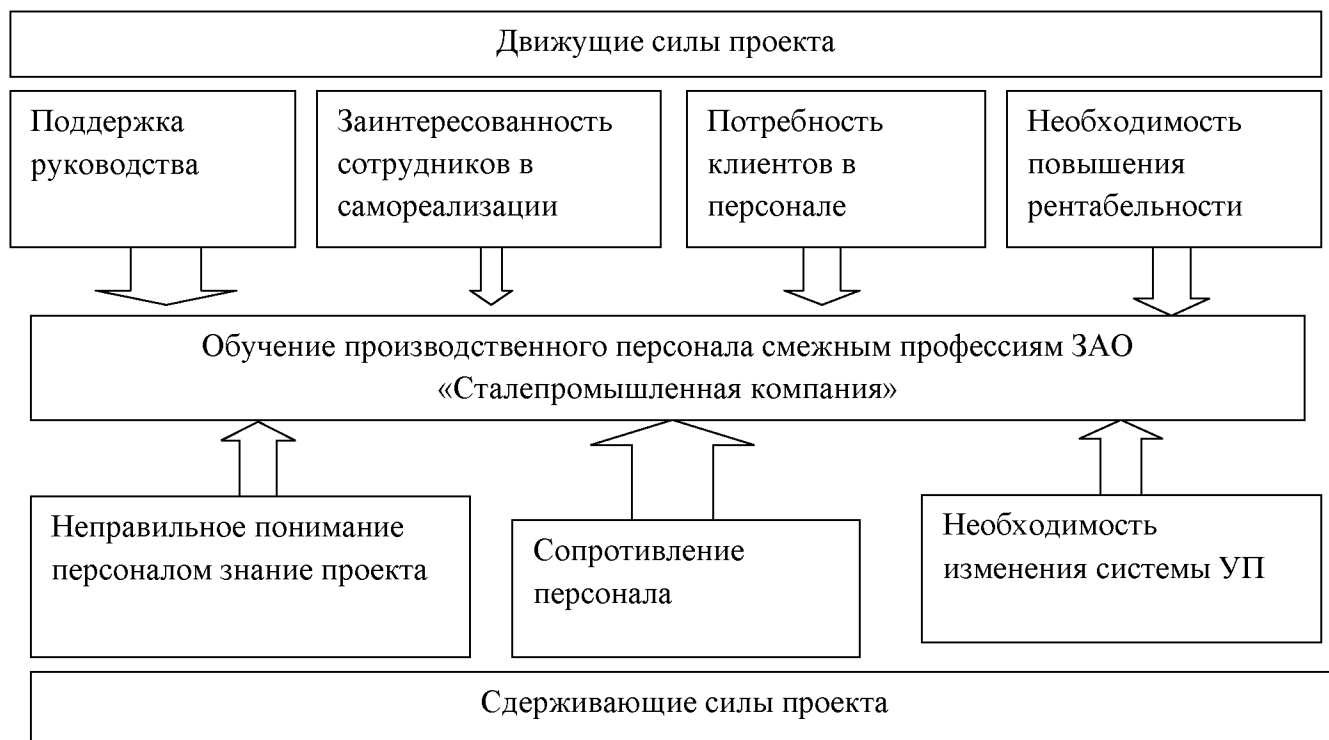 Движущие силы проекта
Поддержка
руководства
Заинтересованность
сотрудников в
самореализации
Потребность
клиентов в
персонале
Необходимость
повышения
рентабельности
Обучение производственного персонала смежным профессиям ЗАО
«Сталепромышленная компания»
Неправильное понимание
персоналом знание проекта
Сопротивление
персонала
Необходимость
изменения системы УП
Сдерживающие силы проекта